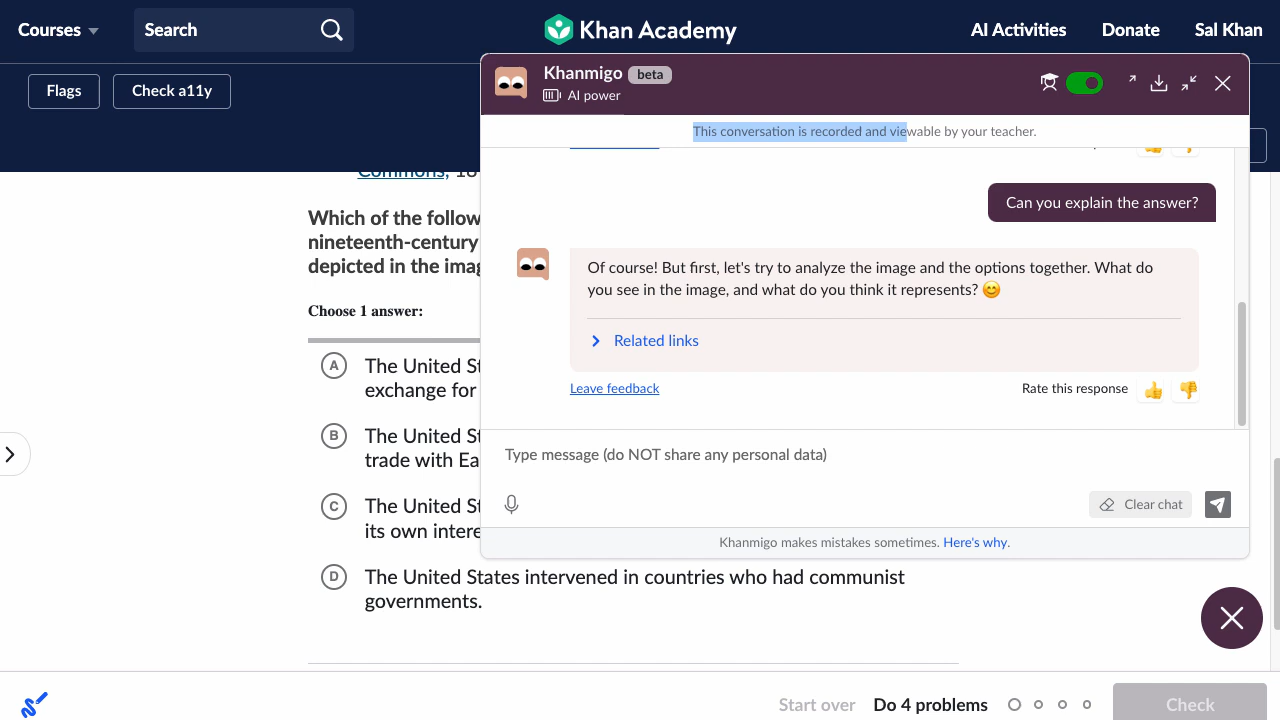 Courses
Search
Khan Academy
AI Activities
Donate
Sal Khan
Flags
Check a11y
Khanmigo beta
AI power
This conversation is recorded and viewable by your teacher.
Commons, 18
Which of the follow
nineteenth-century
depicted in the imag
Choose 1 answer:
A
The United St
exchange for
B
The United St
trade with Ea
C
The United St
its own intere
D
The United States intervened in countries who had communist
governments.
Can you explain the answer?
Of course! But first, let's try to analyze the image and the options together. What do
you see in the image, and what do you think it represents? 😊
Related links
Leave feedback
Rate this response 👍 👎
Type message (do NOT share any personal data)
Clear chat
Khanmigo makes mistakes sometimes. Here's why.
Start over
Do 4 problems
Check